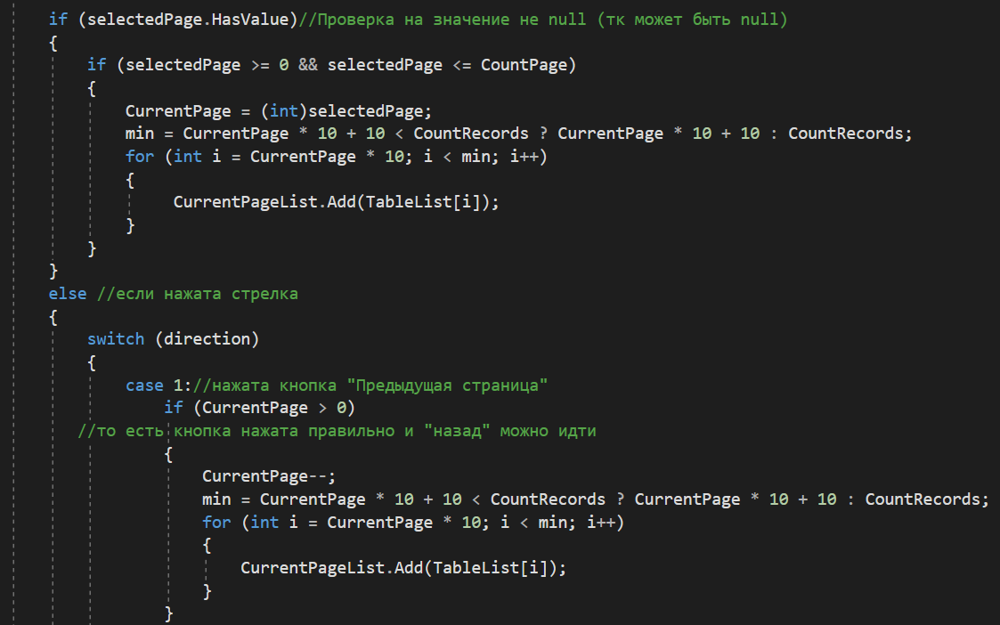 if (selectedPage.HasValue)//Проверка на значение не null (тк может быть null)
{
if (selectedPage >= 0 && selectedPage <= CountPage)
{
CurrentPage = (int)selectedPage;
min = CurrentPage * 10 + 10 < CountRecords ? CurrentPage * 10 + 10 : CountRecords;
for (int i = CurrentPage * 10; i < min; i++)
{
CurrentPageList.Add(TableList[i]);
}
}
}
else //если нажата стрелка
{
switch (direction)
{
case 1://нажата кнопка "Предыдущая страница"
if (CurrentPage > 0)
//то есть кнопка нажата правильно и "назад" можно идти
{
CurrentPage--;
min = CurrentPage * 10 + 10 < CountRecords ? CurrentPage * 10 + 10 : CountRecords;
for (int i = CurrentPage * 10; i < min; i++)
{
CurrentPageList.Add(TableList[i]);
}
}